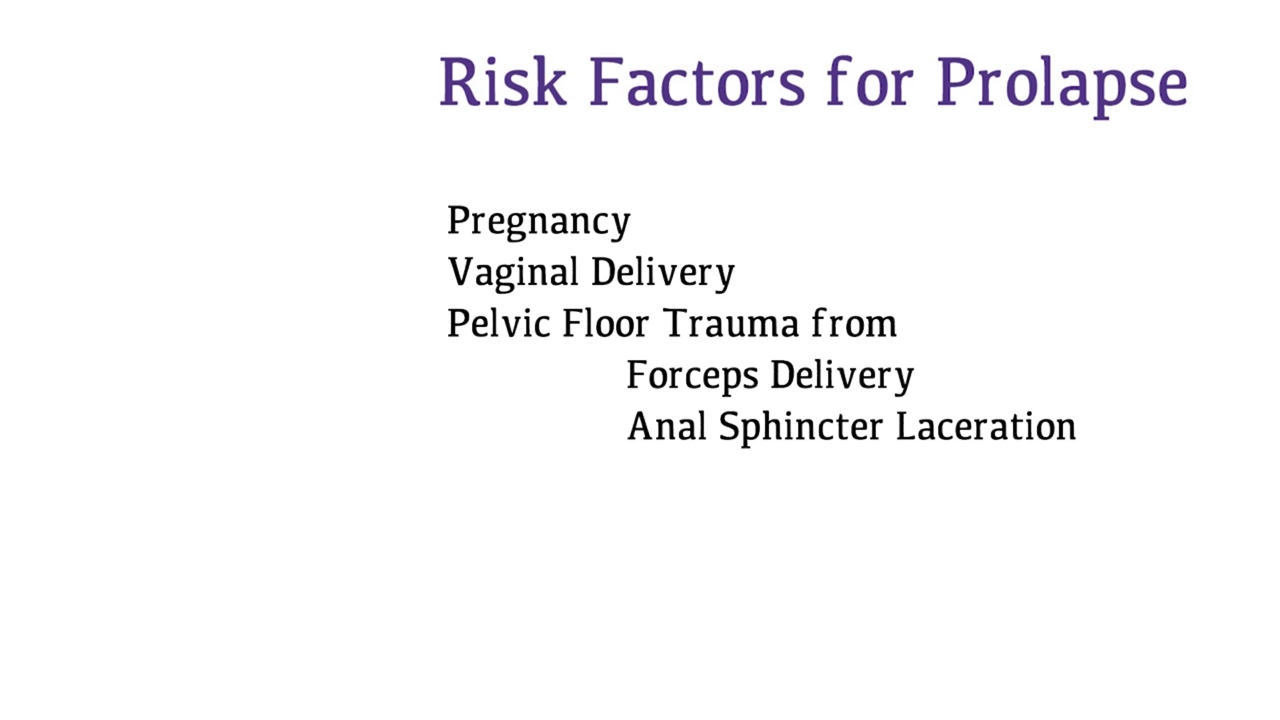 Risk Factors for Prolapse
Pregnancy
Vaginal Delivery
Pelvic Floor Trauma from
Forceps Delivery
Anal Sphincter Laceration